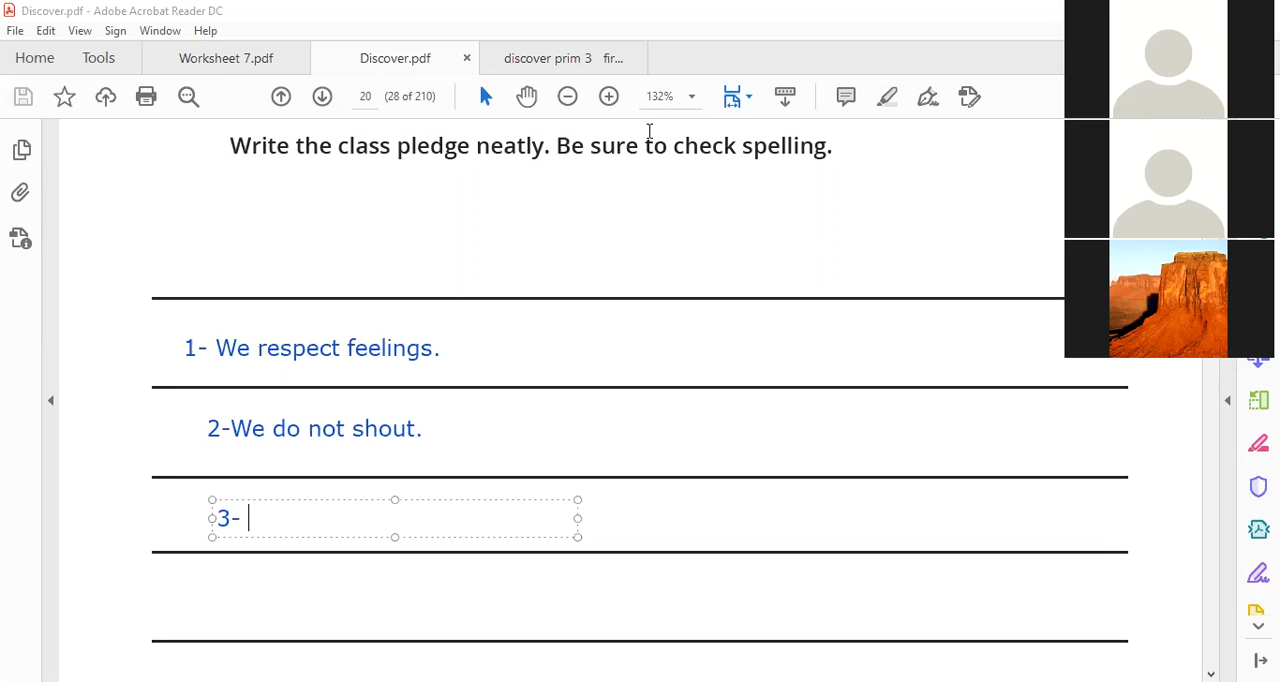 Discover.pdf - Adobe Acrobat Reader DC
File Edit View Sign Window Help
Home Tools Worksheet 7.pdf Discover.pdf × discover prim 3 fir...
20 (28 of 210) 132%
Write the class pledge neatly. Be sure to check spelling.
1- We respect feelings.
2-We do not shout.
3-